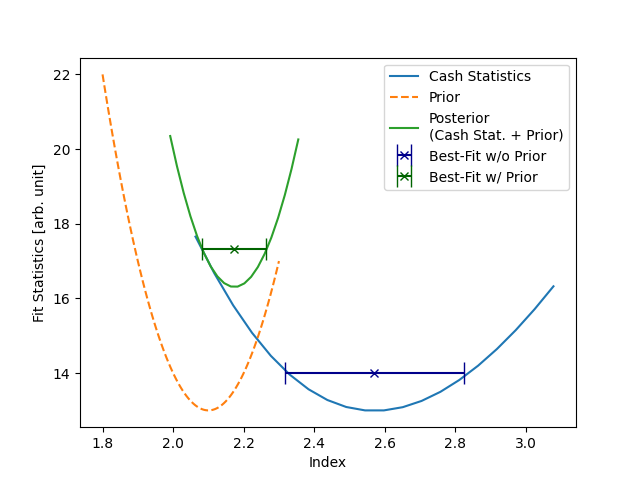 22
20
18
16
14
Fit Statistics [arb. unit]
1.8
2.0
2.2
2.4
2.6
2.8
3.0
Index
Cash Statistics
Prior
Posterior
(Cash Stat. + Prior)
Best-Fit w/o Prior
Best-Fit w/ Prior